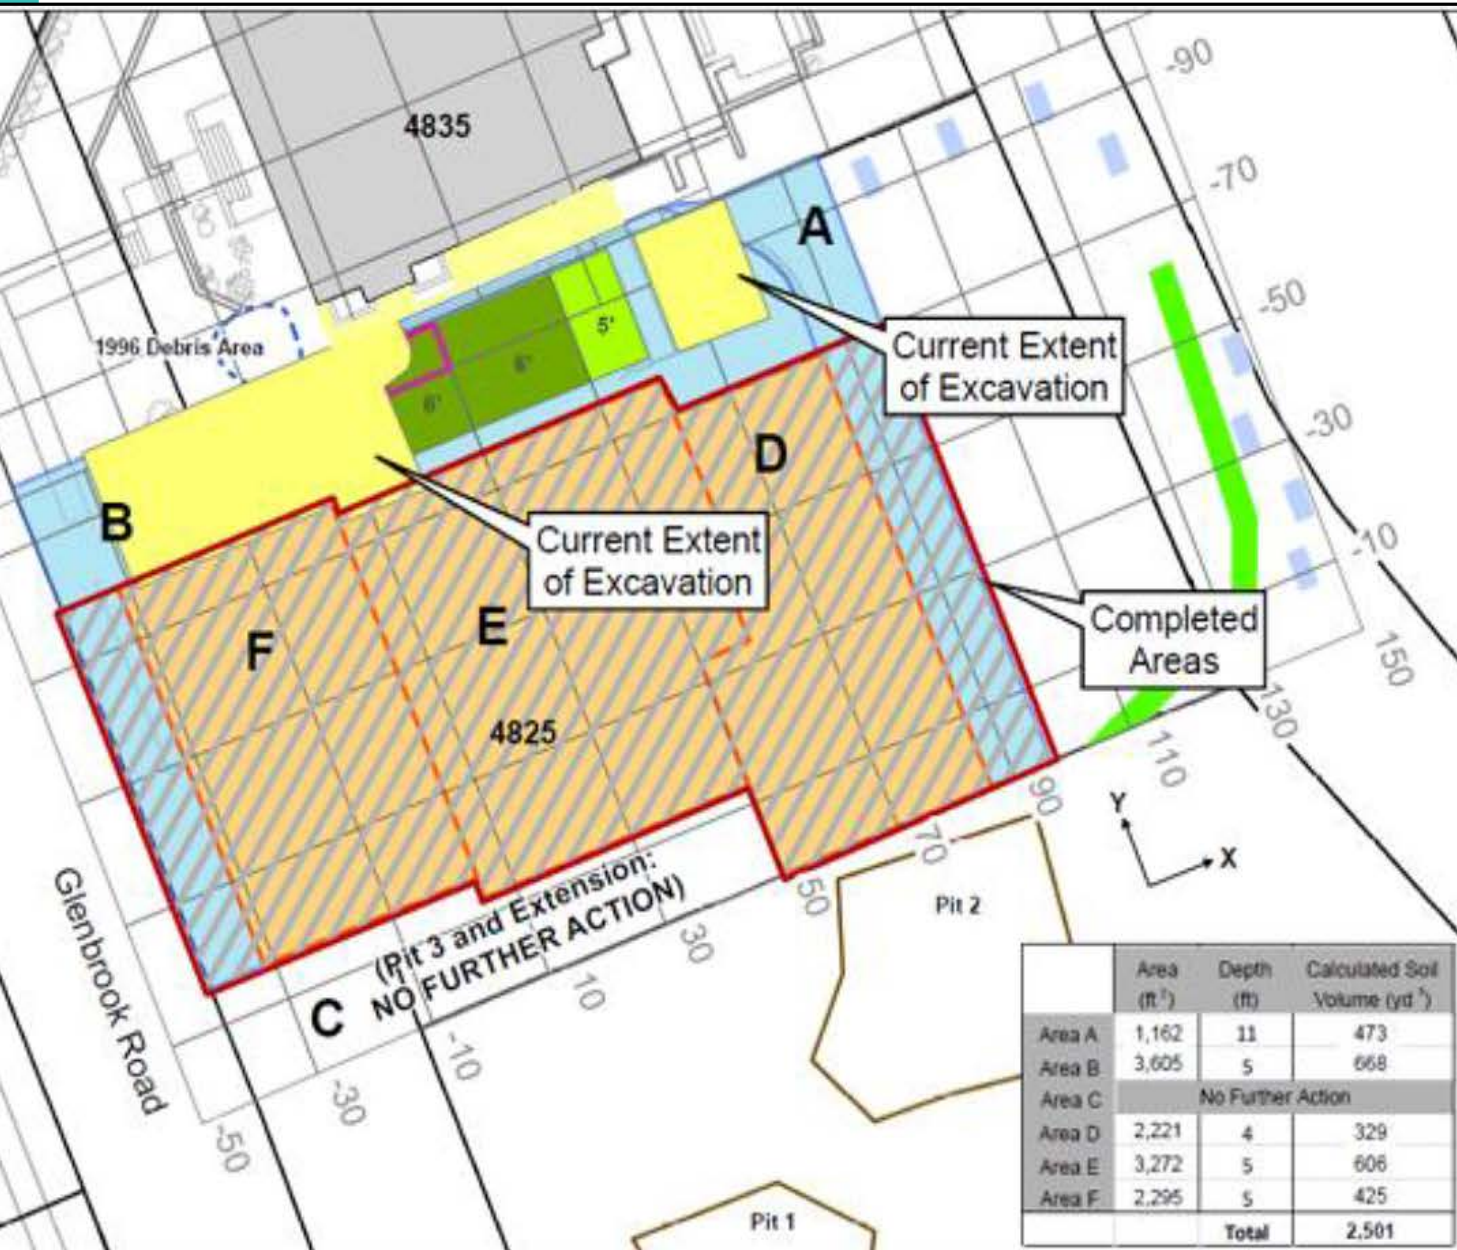 -90
4835
-70
A
-50
5'
1996 Debris Area
6'
Current Extent
of Excavation
6'
-30
D
B
Current Extent
of Excavation
-10
F
E
Completed
Areas
150
4825
130
110
90
Y
X
70
50
Pit 2
(Pit 3 and Extension:
NO FURTHER ACTION)
30
10
C
-10
-30
-50
Glenbrook Road
Area (ft²) Depth (ft) Calculated Soil Volume (yd³)
Area A 1,162 11 473
Area B 3,605 5 668
Area C No Further Action
Area D 2,221 4 329
Area E 3,272 5 606
Area F 2,295 5 425
Total 2,501
Pit 1